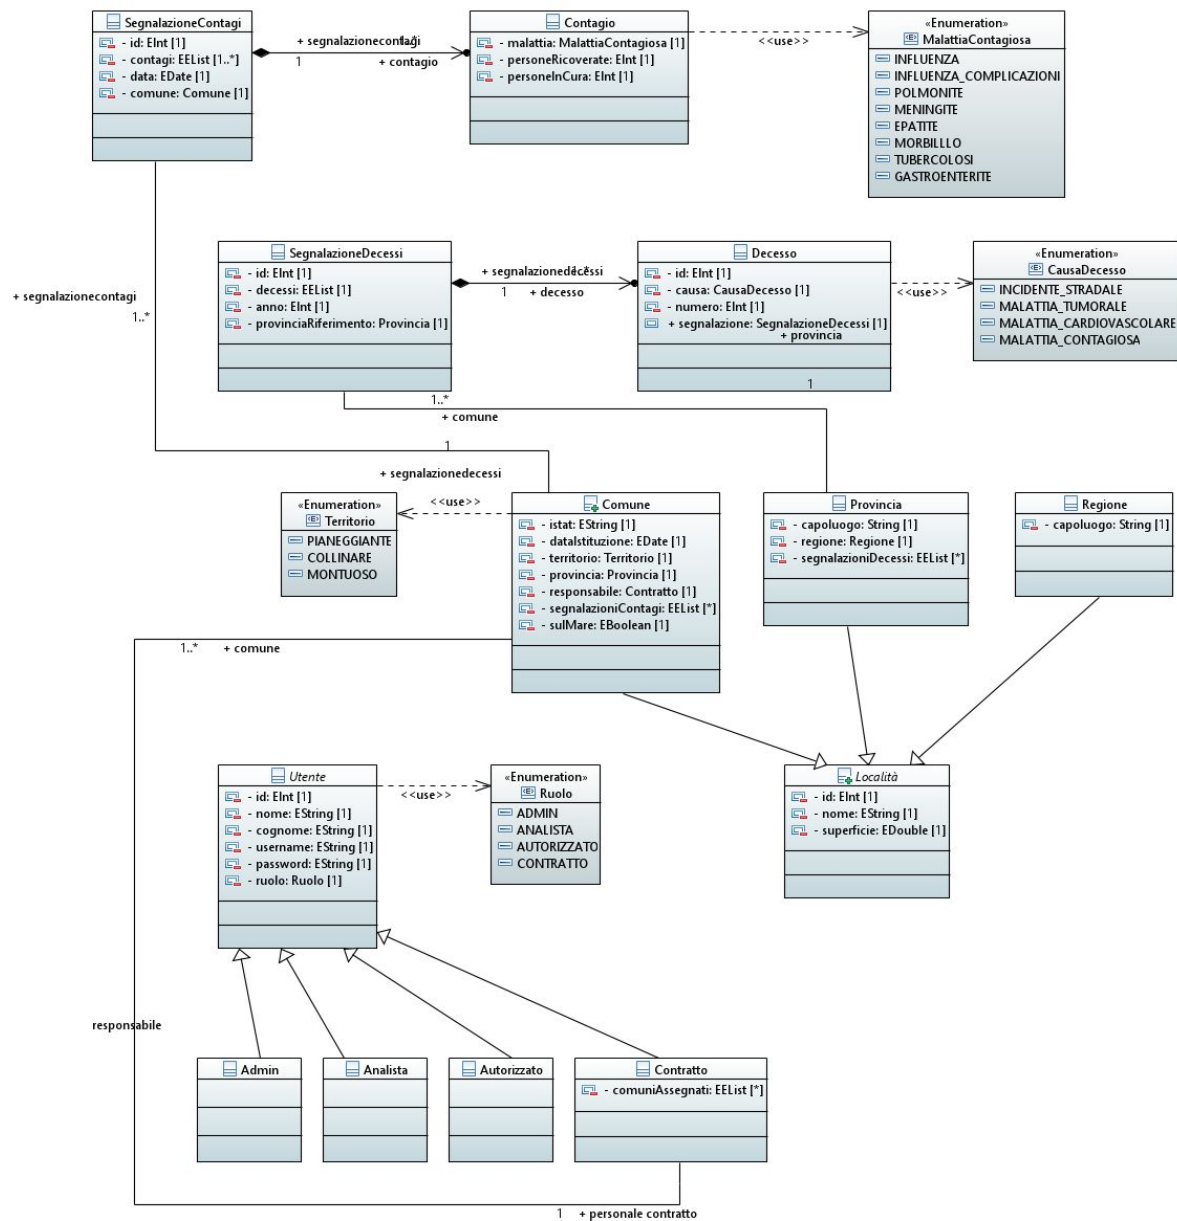 SegnalazioneContagi
- id: EInt [1]
- contagi: EEList [1..*]
- data: EDate [1]
- comune: Comune [1]
+ segnalazionecontagi
1
+ contagio
Contagio
- malattia: MalattiaContagiosa [1]
- personeRicoverate: EInt [1]
- personeInCura: EInt [1]
<<use>>
«Enumeration»
MalattiaContagiosa
INFLUENZA
INFLUENZA_COMPLICAZIONI
POLMONITE
MENINGITE
EPATITE
MORBILLLO
TUBERCOLOSI
GASTROENTERITE
+ segnalazionecontagi
1..*
SegnalazioneDecessi
- id: EInt [1]
- decessi: EEList [1]
- anno: EInt [1]
- provinciaRiferimento: Provincia [1]
+ segnalazionedecessi
1
+ decesso
Decesso
- id: EInt [1]
- causa: CausaDecesso [1]
- numero: EInt [1]
+ segnalazione: SegnalazioneDecessi [1]
+ provincia
1
<<use>>
«Enumeration»
CausaDecesso
INCIDENTE_STRADALE
MALATTIA_TUMORALE
MALATTIA_CARDIOVASCOLARE
MALATTIA_CONTAGIOSA
1..*
+ comune
1
+ segnalazionedecessi
«Enumeration»
Territorio
PIANEGGIANTE
COLLINARE
MONTUOSO
<<use>>
Comune
- istat: EString [1]
- dataIstituzione: EDate [1]
- territorio: Territorio [1]
- provincia: Provincia [1]
- responsabile: Contratto [1]
- segnalazioniContagi: EEList [*]
- sulMare: EBoolean [1]
Provincia
- capoluogo: String [1]
- regione: Regione [1]
- segnalazioniDecessi: EEList [*]
Regione
- capoluogo: String [1]
1..*
+ comune
Utente
- id: EInt [1]
- nome: EString [1]
- cognome: EString [1]
- username: EString [1]
- password: EString [1]
- ruolo: Ruolo [1]
<<use>>
«Enumeration»
Ruolo
ADMIN
ANALISTA
AUTORIZZATO
CONTRATTO
Località
- id: EInt [1]
- nome: EString [1]
- superficie: EDouble [1]
responsabile
Admin
Analista
Autorizzato
Contratto
- comuniAssegnati: EEList [*]
1
+ personale contratto